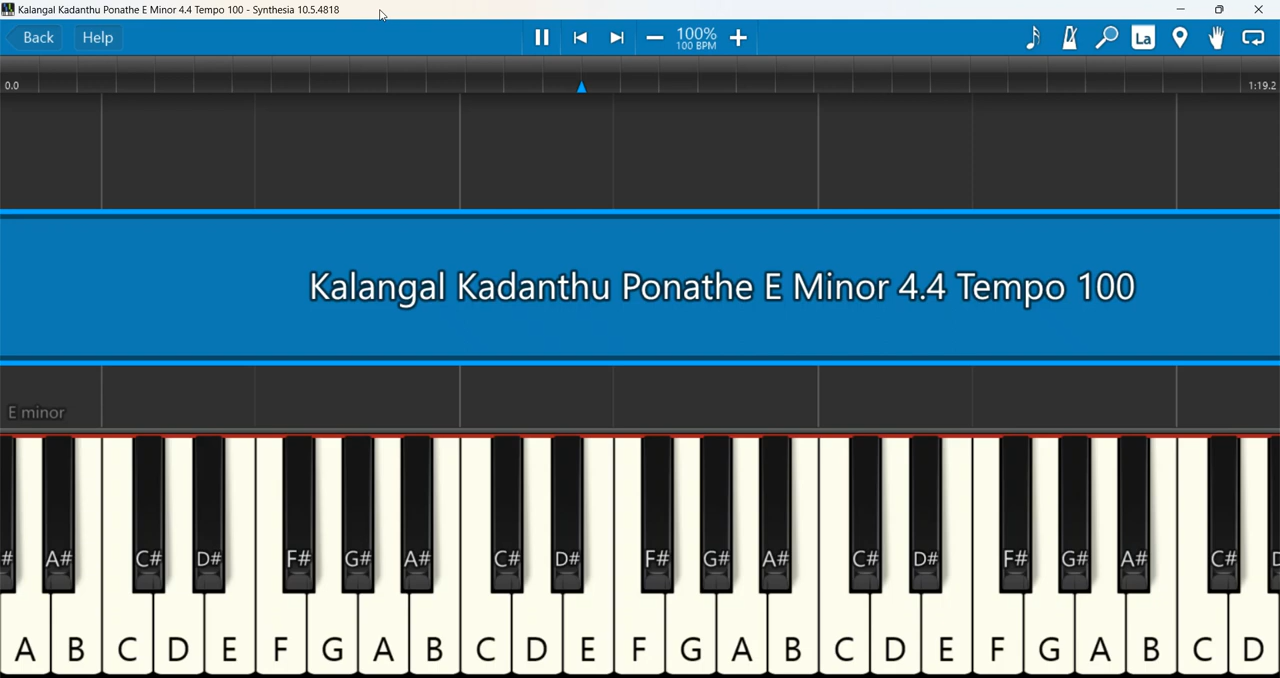 Kalangal Kadanthu Ponathe E Minor 4.4 Tempo 100 - Synthesia 10.5.4818
Back Help 100% La
100 BPM
0.0 1:19.2
Kalangal Kadanthu Ponathe E Minor 4.4 Tempo 100
E minor
# A# C# D# F# G# A# C# D# F# G# A# C# D# F# G# A# C#
A B C D E F G A B C D E F G A B C D E F G A B C D